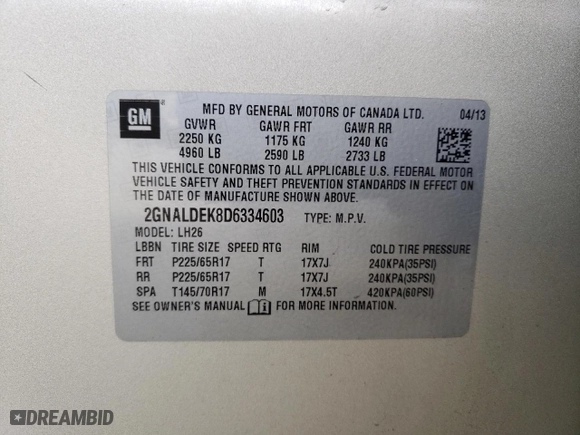 GM
MFD BY GENERAL MOTORS OF CANADA LTD. 04/13
GVWR GAWR FRT GAWR RR
2250 KG 1175 KG 1240 KG
4960 LB 2590 LB 2733 LB
THIS VEHICLE CONFORMS TO ALL APPLICABLE U.S. FEDERAL MOTOR
VEHICLE SAFETY AND THEFT PREVENTION STANDARDS IN EFFECT ON
THE DATE OF MANUFACTURE SHOWN ABOVE.
2GNALDEK8D6334603 TYPE: M.P.V.
MODEL: LH26
LBBN TIRE SIZE SPEED RTG RIM COLD TIRE PRESSURE
FRT P225/65R17 T 17X7J 240KPA(35PSI)
RR P225/65R17 T 17X7J 240KPA(35PSI)
SPA T145/70R17 M 17X4.5T 420KPA(60PSI)
SEE OWNER'S MANUAL FOR MORE INFORMATION.
DREAMBID